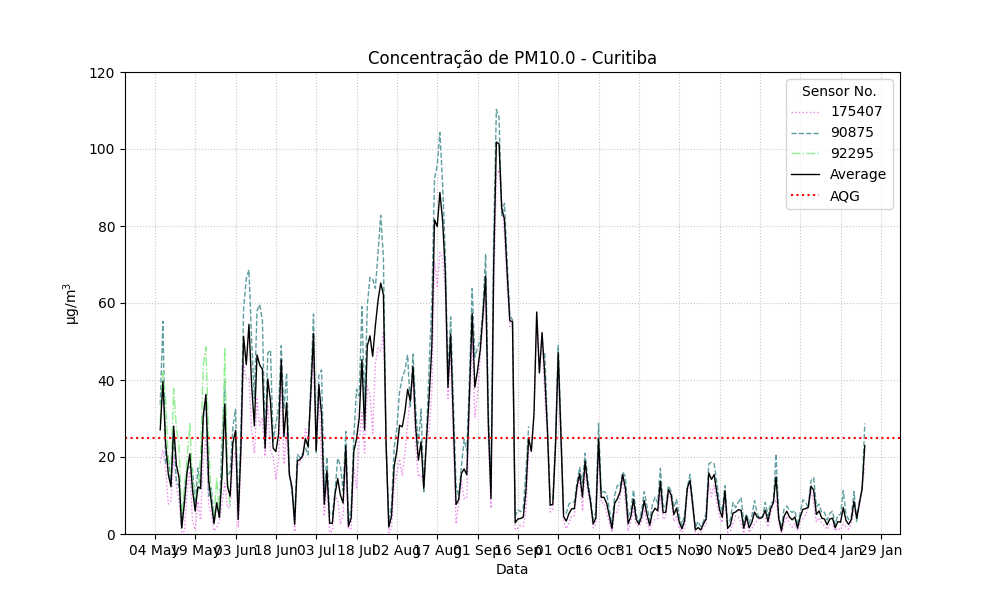 Concentração de PM10.0 - Curitiba
120
100
80
60
40
20
0
µg/m³
Sensor No.
175407
90875
92295
Average
AQG
04 May 19 May 03 Jun 18 Jun 03 Jul 18 Jul 02 Aug 17 Aug 01 Sep 16 Sep 01 Oct 16 Oct 31 Oct 15 Nov 30 Nov 15 Dec 30 Dec 14 Jan 29 Jan
Data